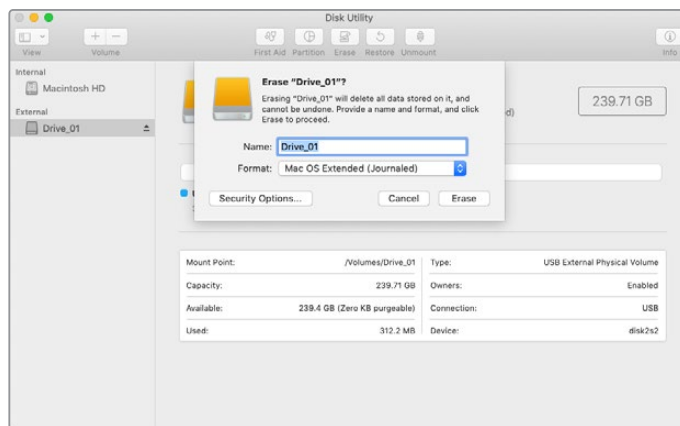 Disk Utility
View
Volume
First Aid
Partition
Erase
Restore
Unmount
Info
Internal
Macintosh HD
External
Drive_01
Erase “Drive_01”?
Erasing “Drive_01” will delete all data stored on it, and
cannot be undone. Provide a name and format, and click
Erase to proceed.
Name: Drive_01
Format: Mac OS Extended (Journaled)
Security Options...
Cancel
Erase
d)
239.71 GB
Mount Point: /Volumes/Drive_01
Type: USB External Physical Volume
Capacity: 239.71 GB
Owners: Enabled
Available: 239.4 GB (Zero KB purgeable)
Connection: USB
Used: 312.2 MB
Device: disk2s2